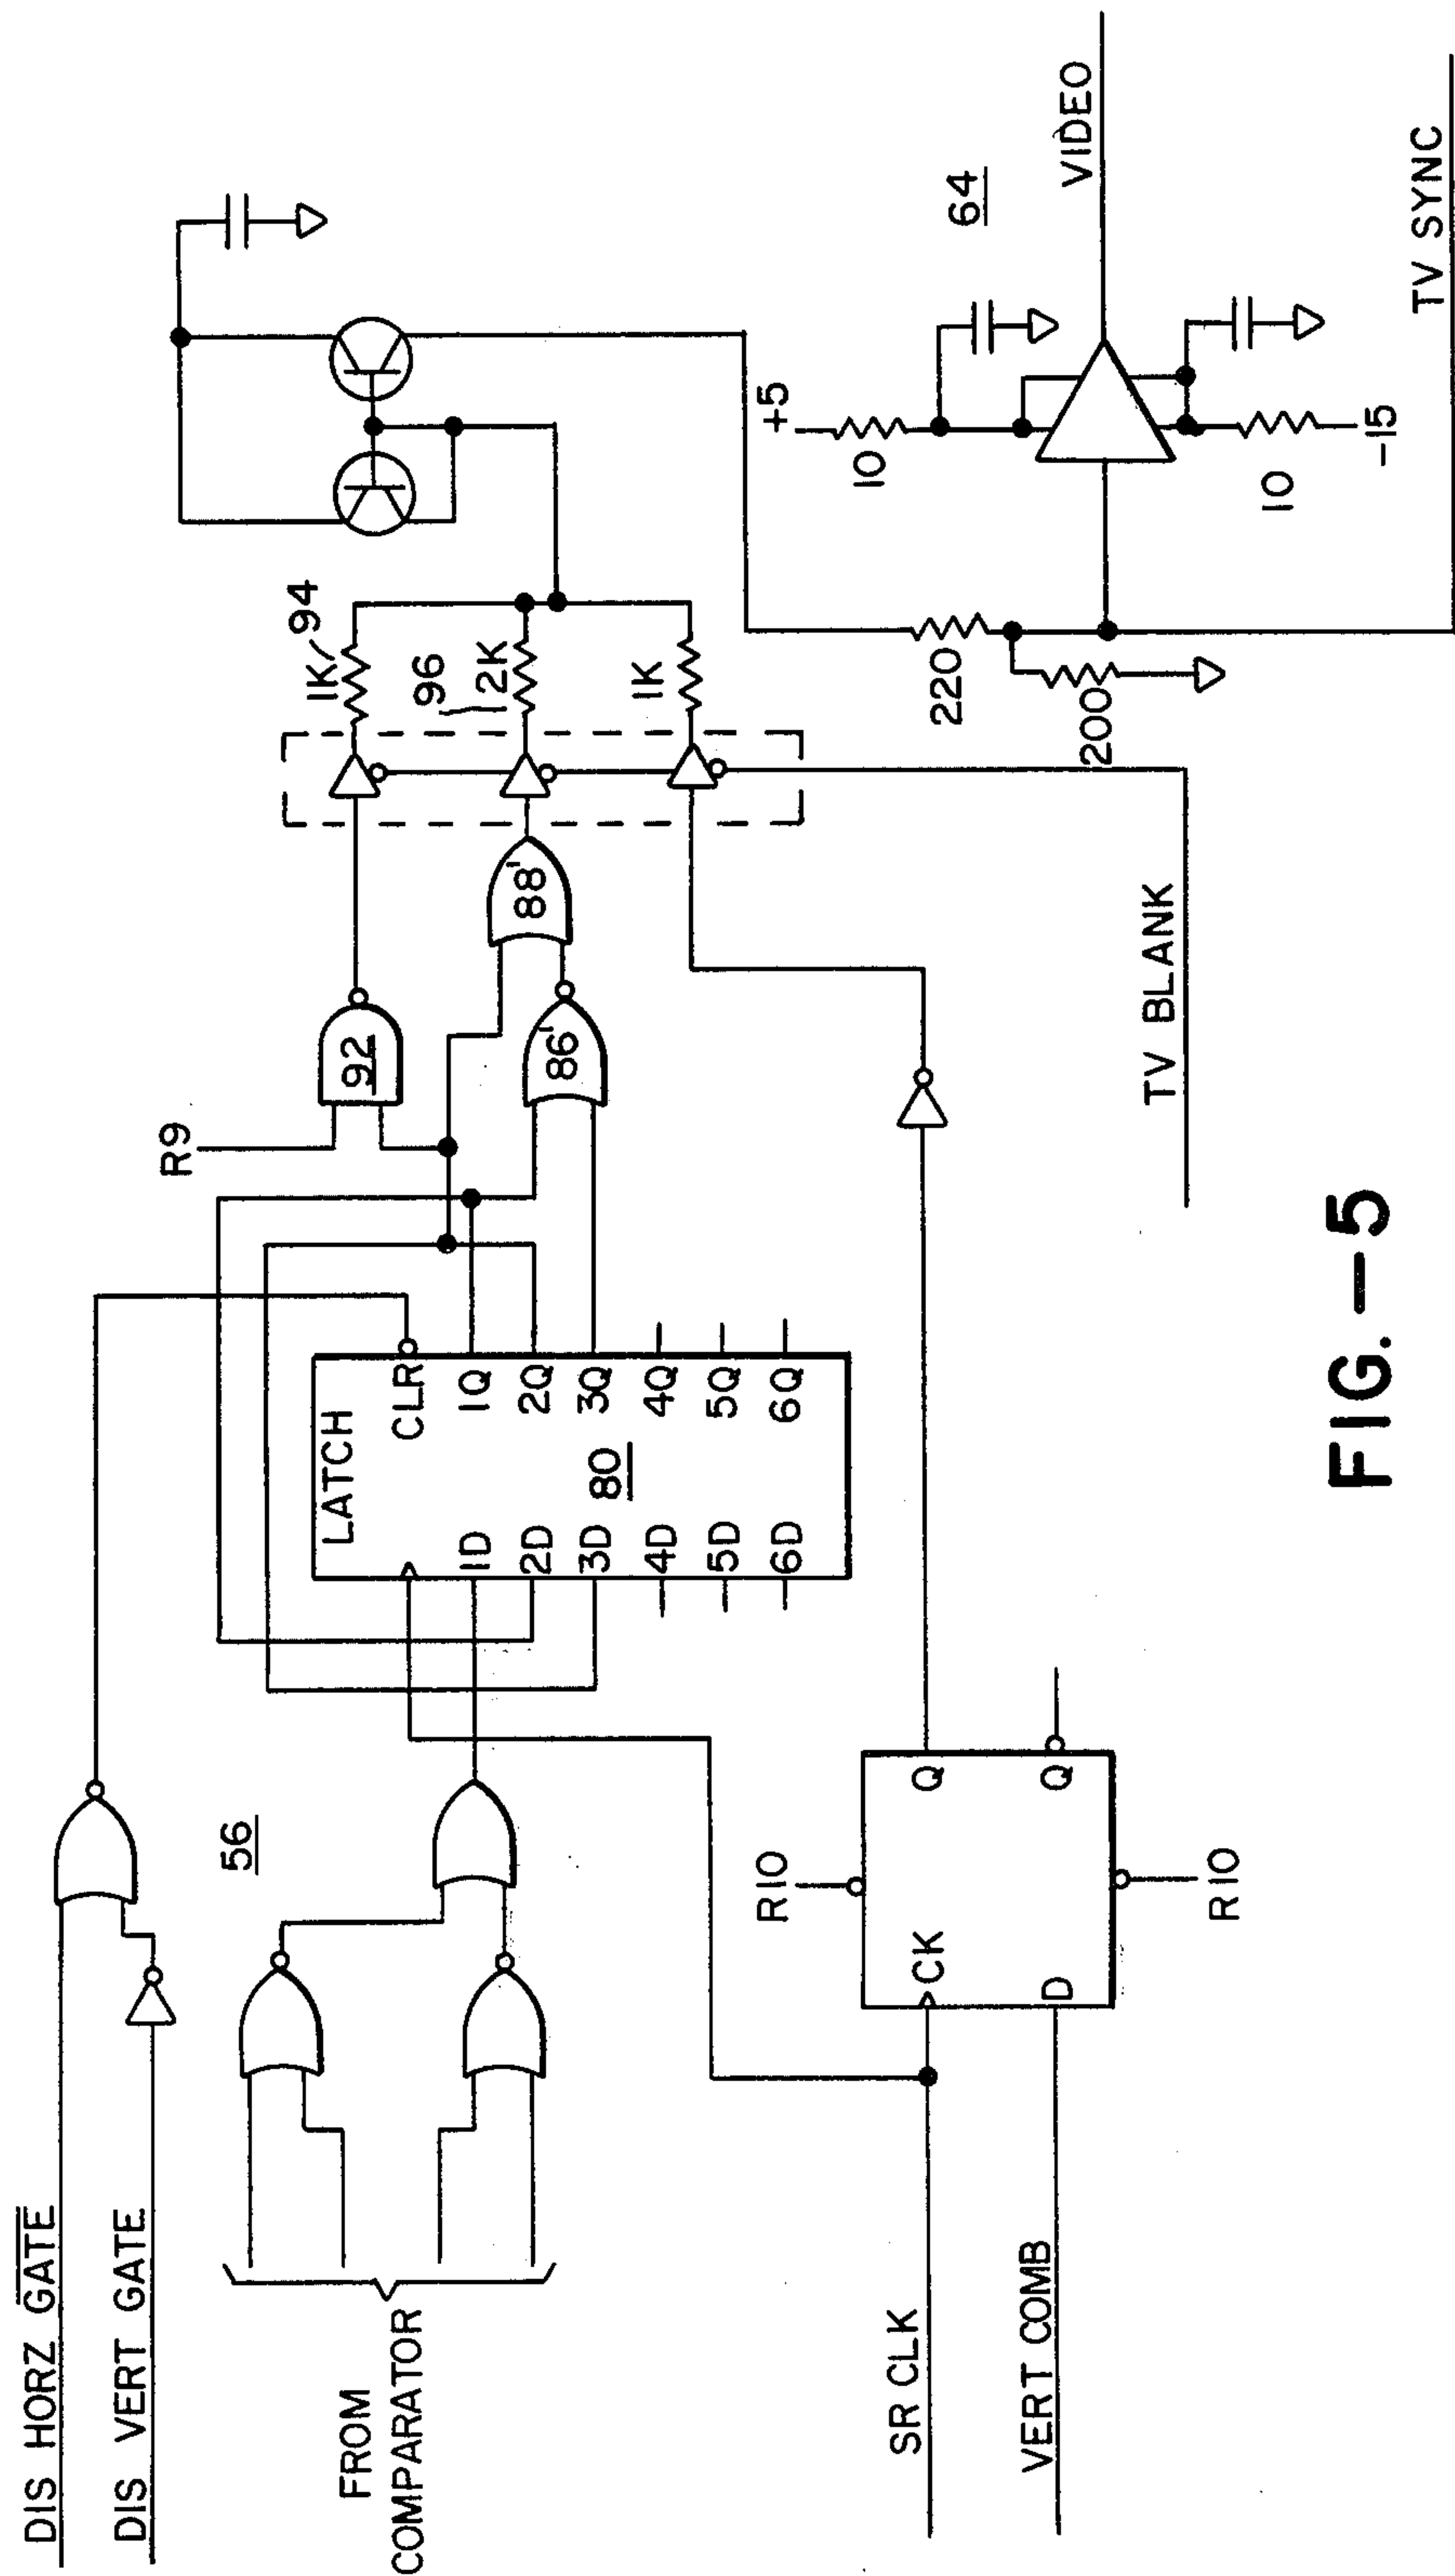 DIS HORZ GATE
DIS VERT GATE
FROM
COMPARATOR
56
SR CLK
VERT COMB
R10
CK
D
Q
Q
R10
LATCH
CLR
1D
2D
3D
4D
5D
6D
80
1Q
2Q
3Q
4Q
5Q
6Q
R9
92
86'
88'
1K
94
96
2K
1K
TV BLANK
220
200
+5
10
10
-15
64
VIDEO
TV SYNC
FIG.-5